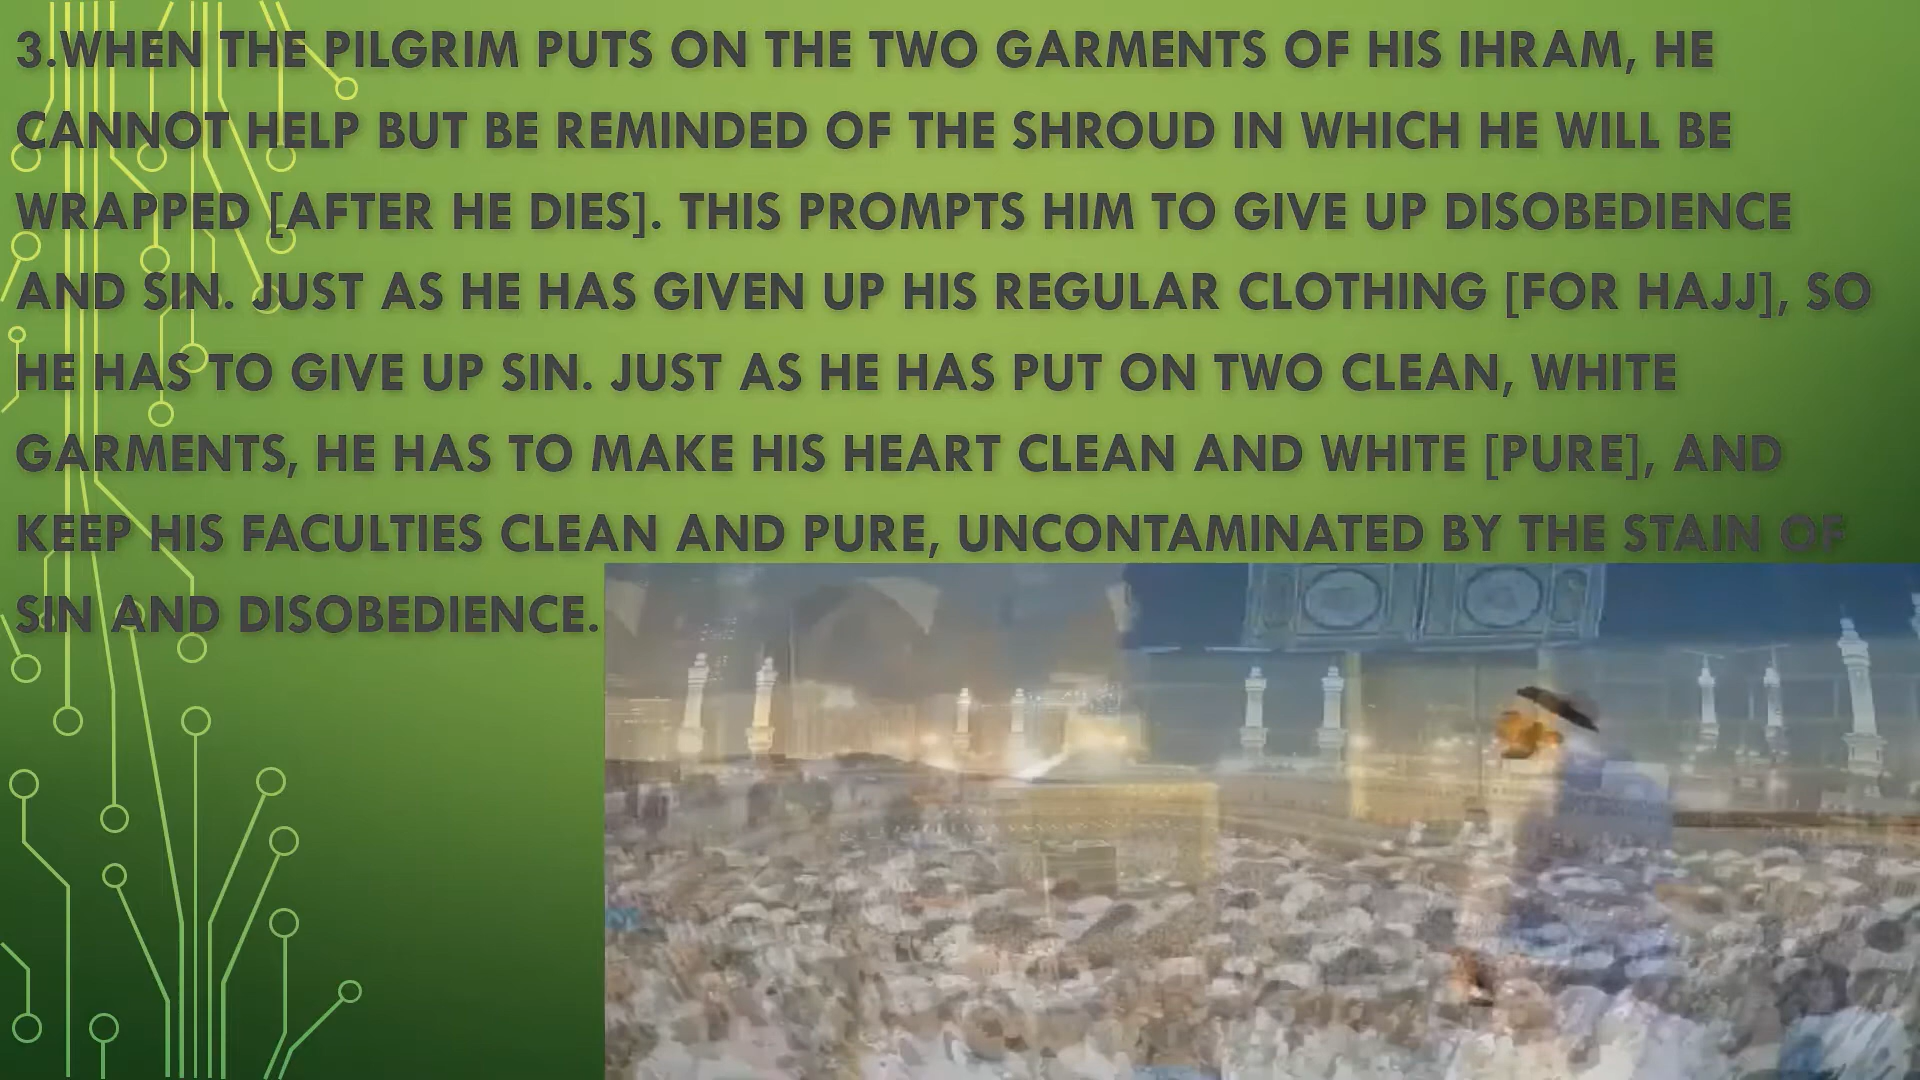 3.WHEN THE PILGRIM PUTS ON THE TWO GARMENTS OF HIS IHRAM, HE
CANNOT HELP BUT BE REMINDED OF THE SHROUD IN WHICH HE WILL BE
WRAPPED [AFTER HE DIES]. THIS PROMPTS HIM TO GIVE UP DISOBEDIENCE
AND SIN. JUST AS HE HAS GIVEN UP HIS REGULAR CLOTHING [FOR HAJJ], SO
HE HAS TO GIVE UP SIN. JUST AS HE HAS PUT ON TWO CLEAN, WHITE
GARMENTS, HE HAS TO MAKE HIS HEART CLEAN AND WHITE [PURE], AND
KEEP HIS FACULTIES CLEAN AND PURE, UNCONTAMINATED BY THE STAIN OF
SIN AND DISOBEDIENCE.